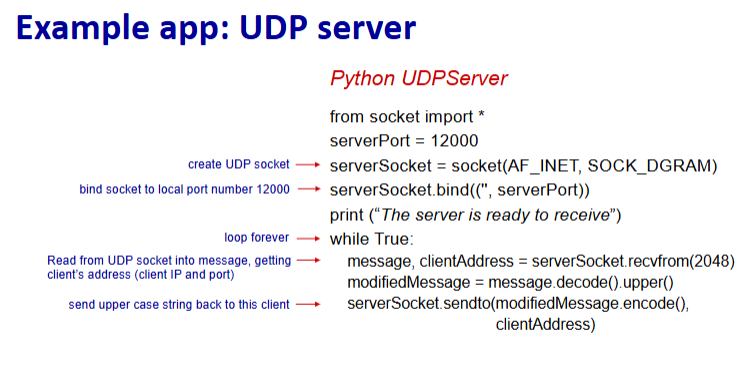 Example app: UDP server
Python UDPServer
from socket import *
serverPort = 12000
create UDP socket
serverSocket = socket(AF_INET, SOCK_DGRAM)
bind socket to local port number 12000
serverSocket.bind(('', serverPort))
print (“The server is ready to receive”)
loop forever
while True:
Read from UDP socket into message, getting
client’s address (client IP and port)
message, clientAddress = serverSocket.recvfrom(2048)
modifiedMessage = message.decode().upper()
send upper case string back to this client
serverSocket.sendto(modifiedMessage.encode(),
clientAddress)